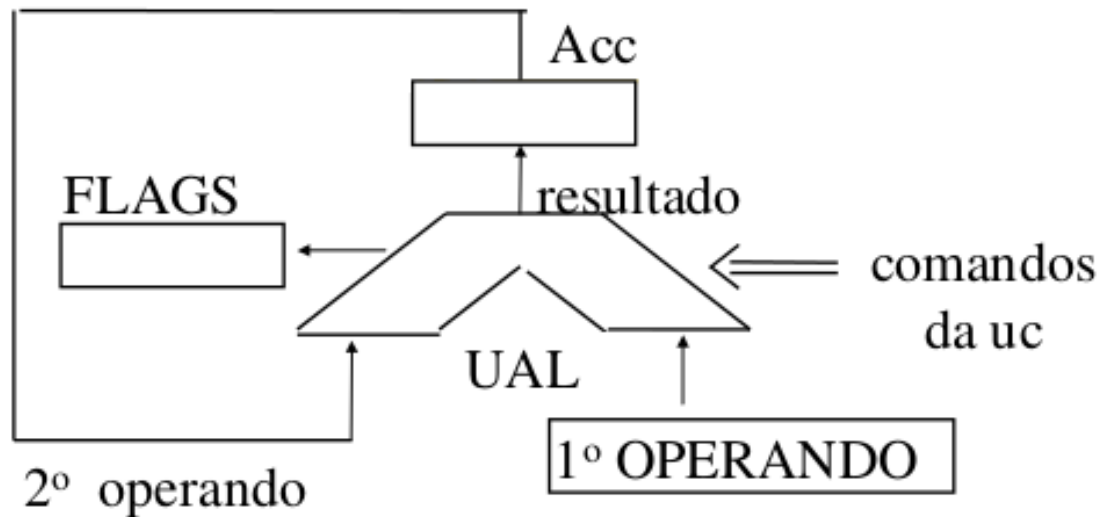 Acc
FLAGS
resultado
comandos
da uc
UAL
1º OPERANDO
2º operando